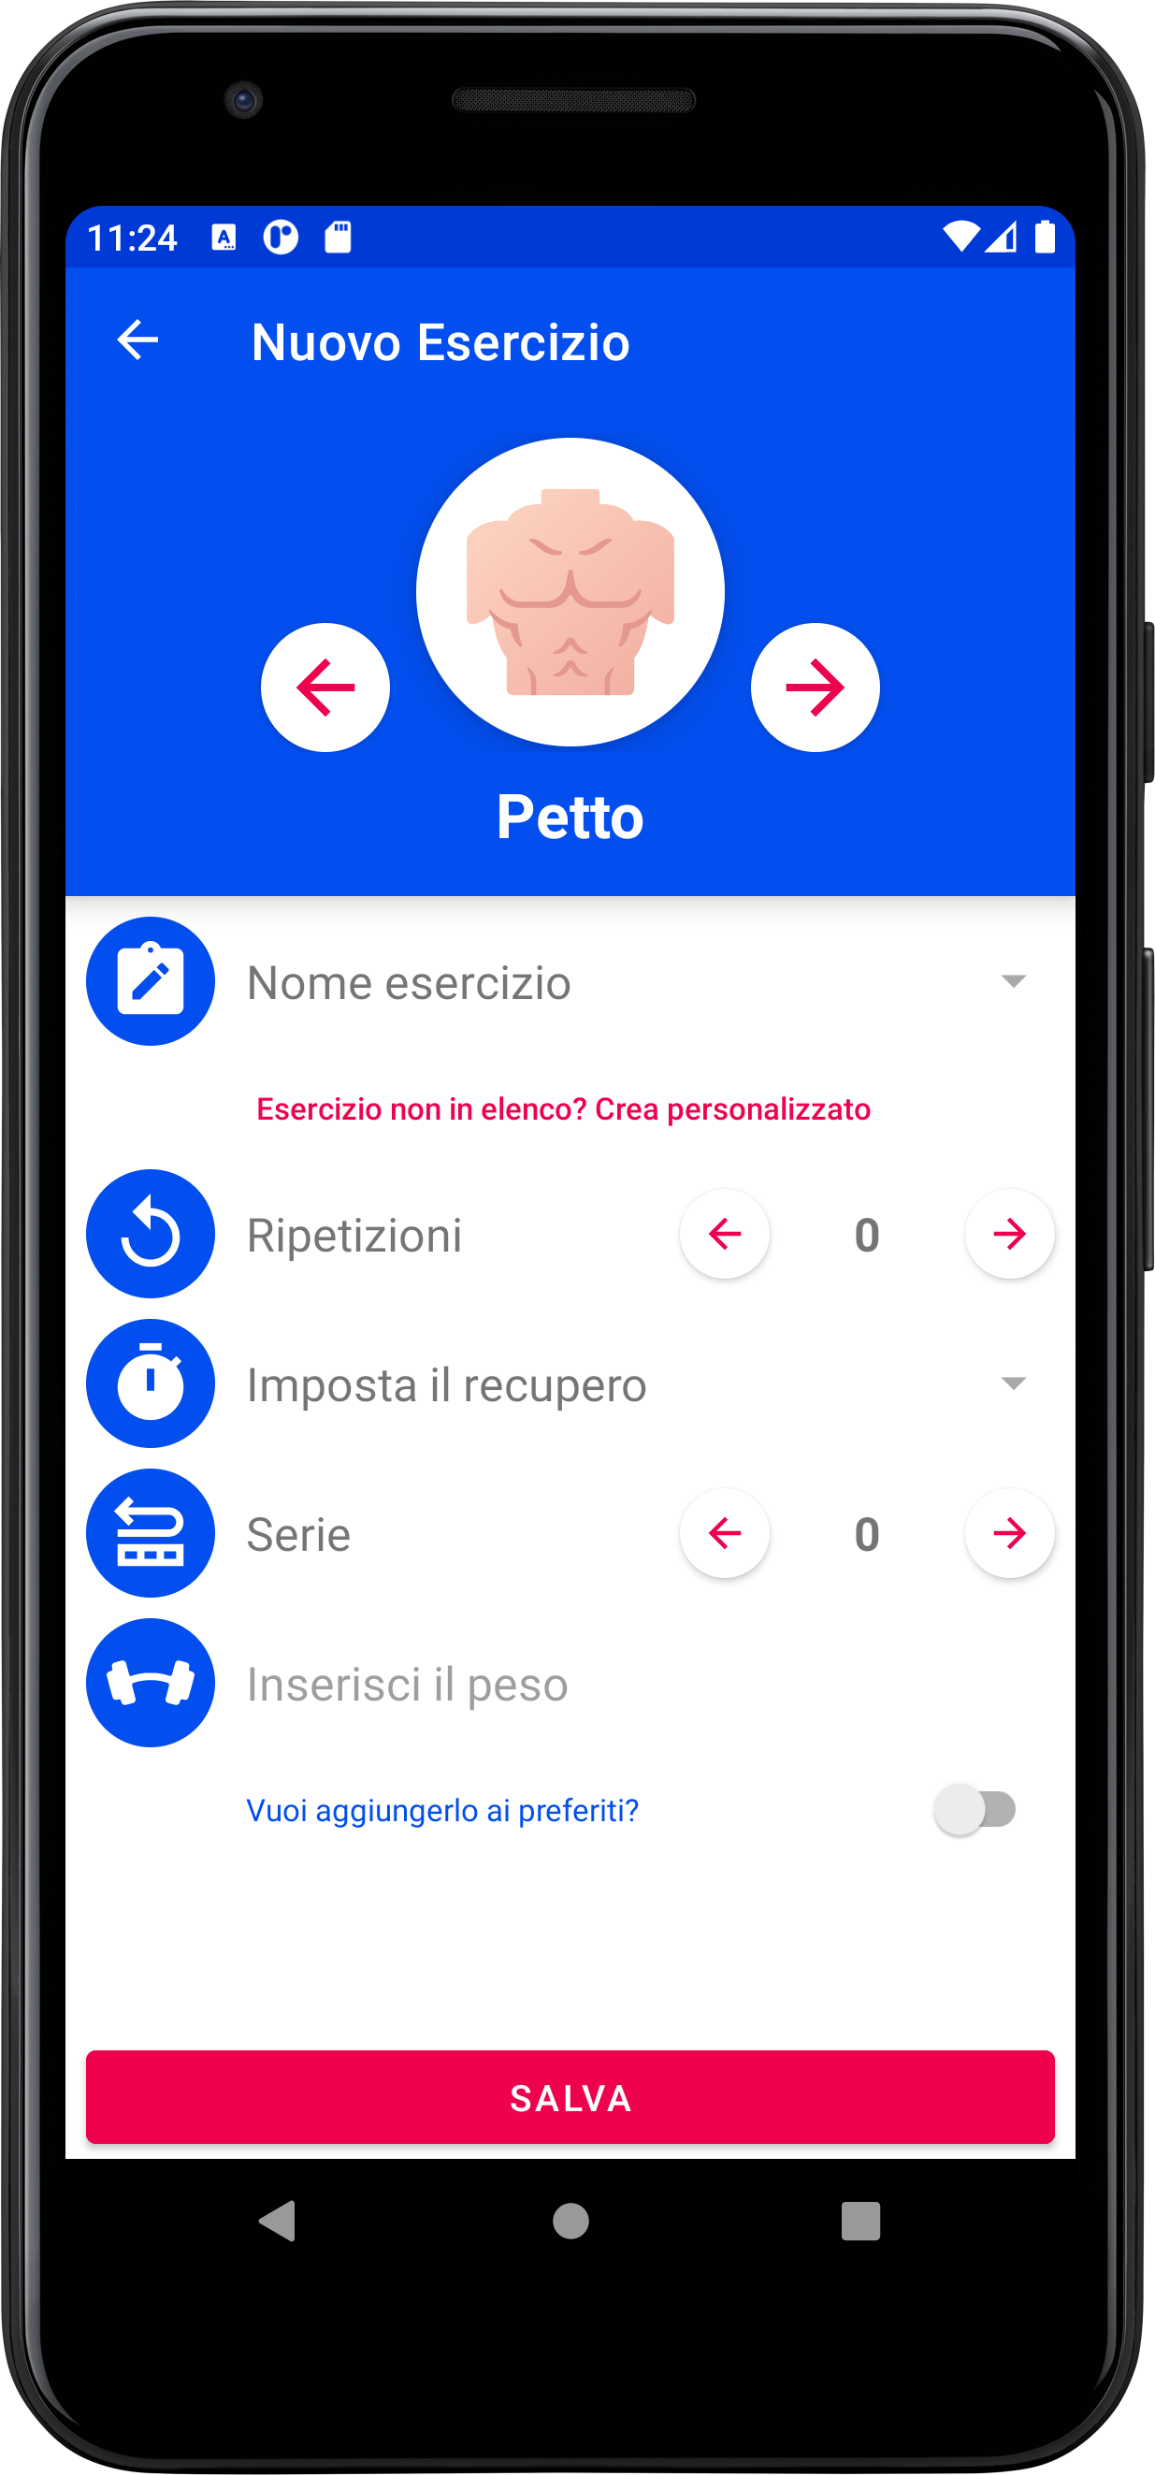 11:24
Nuovo Esercizio
Petto
Nome esercizio
Esercizio non in elenco? Crea personalizzato
Ripetizioni 0
Imposta il recupero
Serie 0
Inserisci il peso
Vuoi aggiungerlo ai preferiti?
SALVA